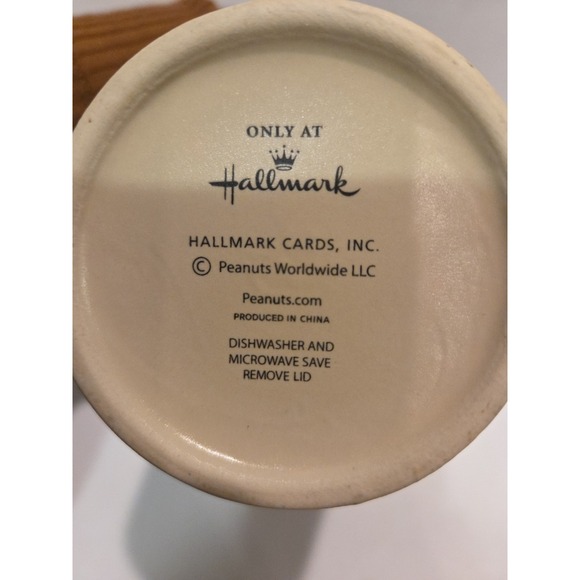 ONLY AT
Hallmark
HALLMARK CARDS, INC.
© Peanuts Worldwide LLC
Peanuts.com
PRODUCED IN CHINA
DISHWASHER AND
MICROWAVE SAVE
REMOVE LID